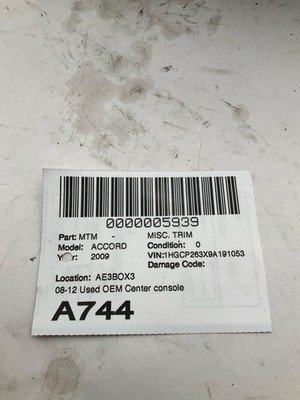 0000005939
Part: MTM - MISC. TRIM
Model: ACCORD Condition: 0
Year: 2009 VIN:1HGCP263X9A191053
Damage Code:
Location: AE3BOX3
08-12 Used OEM Center console
A744